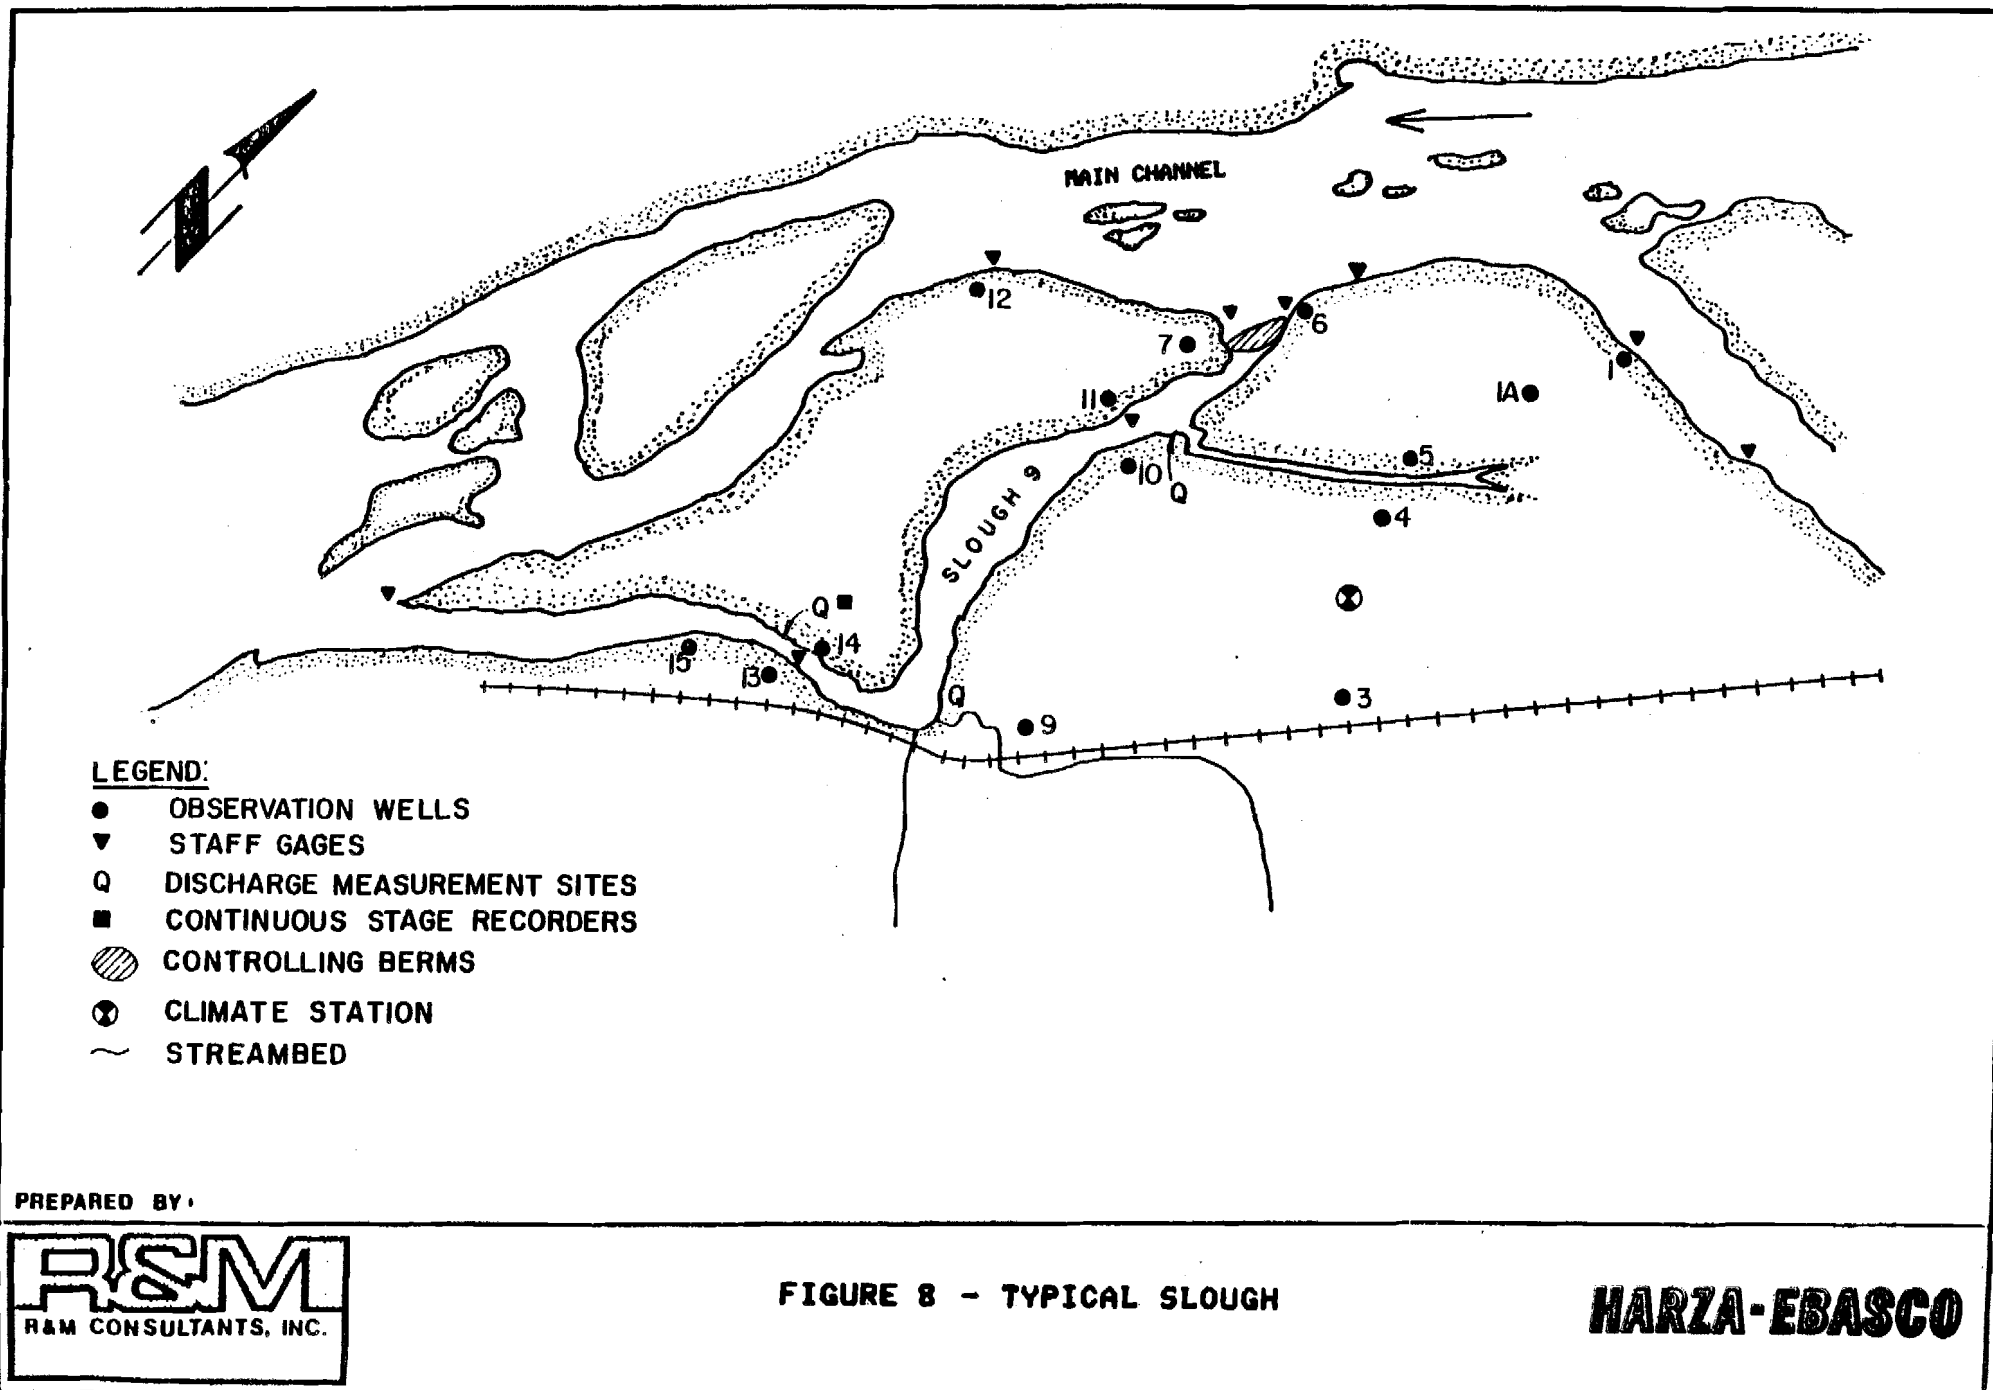 MAIN CHANNEL
12
6
7
1
1A
11
5
10
Q
4
SLOUGH 9
Q
14
15
13
Q
3
9
LEGEND:
OBSERVATION WELLS
STAFF GAGES
Q DISCHARGE MEASUREMENT SITES
CONTINUOUS STAGE RECORDERS
CONTROLLING BERMS
CLIMATE STATION
STREAMBED
PREPARED BY:
R&M
R&M CONSULTANTS, INC.
FIGURE 8 - TYPICAL SLOUGH
HARZA-EBASCO